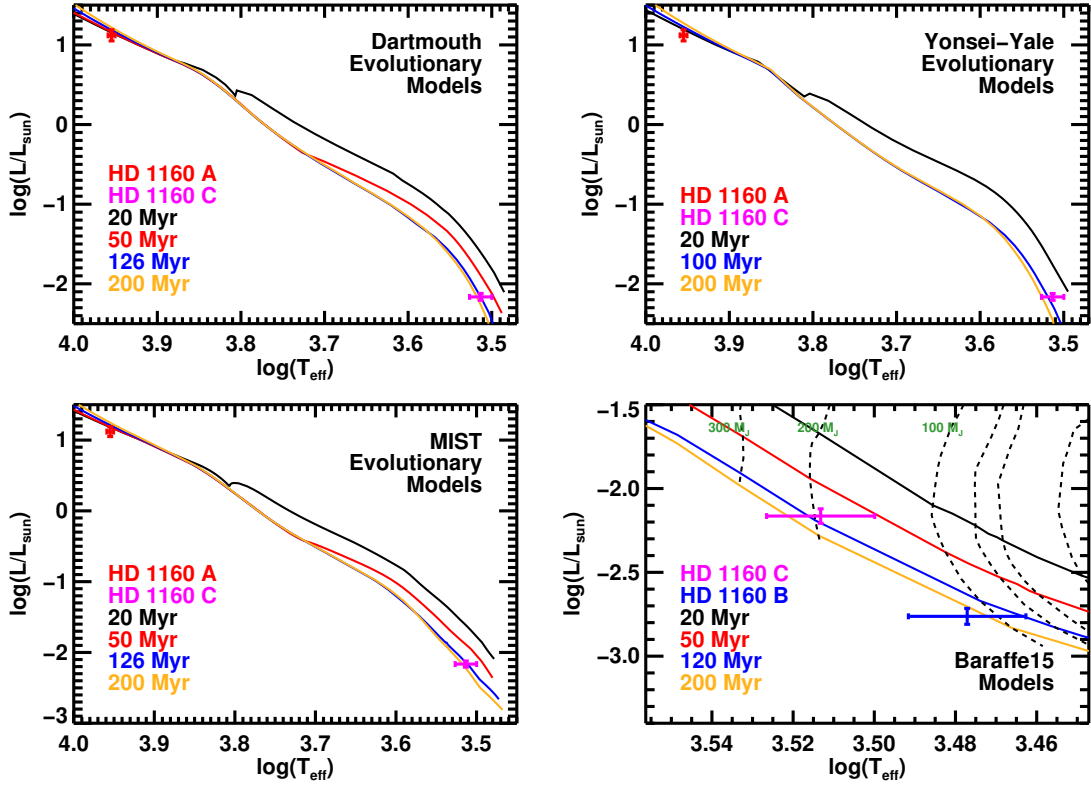 Dartmouth
Evolutionary
Models
HD 1160 A
HD 1160 C
20 Myr
50 Myr
126 Myr
200 Myr
log(L/L_sun)
1
0
−1
−2
4.0 3.9 3.8 3.7 3.6 3.5
log(T_eff)
Yonsei−Yale
Evolutionary
Models
HD 1160 A
HD 1160 C
20 Myr
100 Myr
200 Myr
log(L/L_sun)
1
0
−1
−2
4.0 3.9 3.8 3.7 3.6 3.5
log(T_eff)
MIST
Evolutionary
Models
HD 1160 A
HD 1160 C
20 Myr
50 Myr
126 Myr
200 Myr
log(L/L_sun)
1
0
−1
−2
−3
4.0 3.9 3.8 3.7 3.6 3.5
log(T_eff)
300 M_J 200 M_J 100 M_J
HD 1160 C
HD 1160 B
20 Myr
50 Myr
120 Myr
200 Myr
Baraffe15
Models
log(L/L_sun)
−1.5
−2.0
−2.5
−3.0
3.54 3.52 3.50 3.48 3.46
log(T_eff)